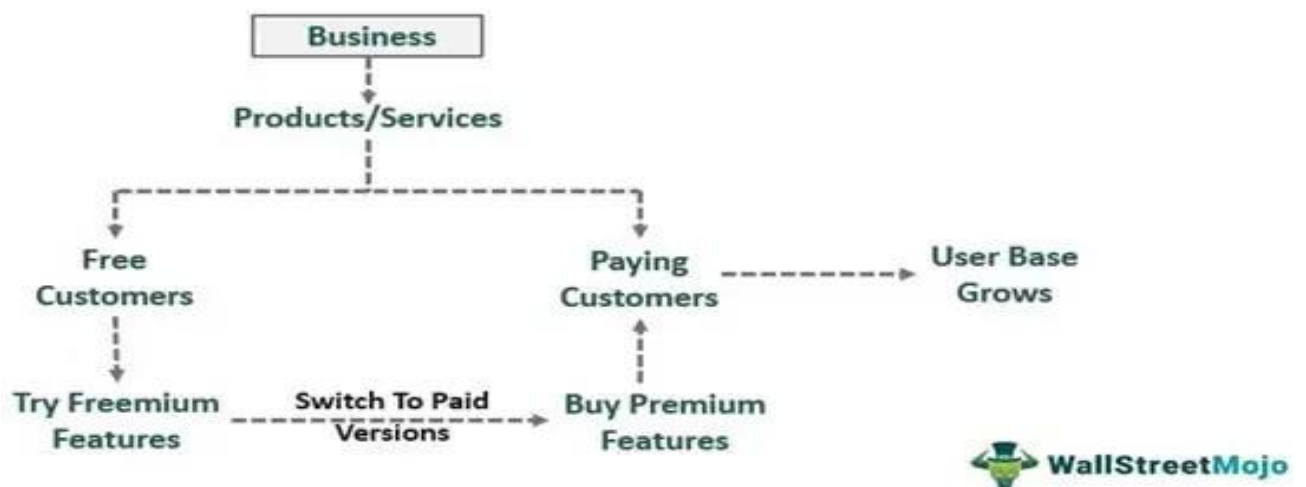 Business
Products/Services
Free
Customers
Paying
Customers
User Base
Grows
Try Freemium
Features
Switch To Paid
Versions
Buy Premium
Features
WallStreetMojo